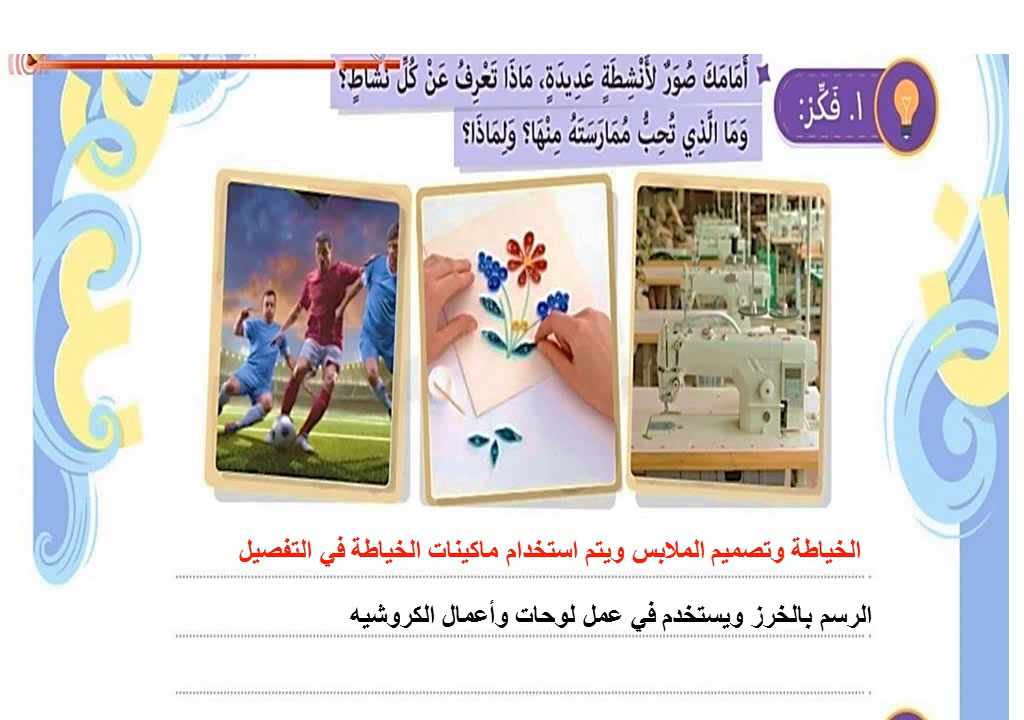 ١. فَكِّرْ:
أَمَامَكَ صُوَرٌ لأَنْشِطَةٍ عَدِيدَةٍ، مَاذَا تَعْرِفُ عَنْ كُلِّ نَشَاطٍ؟
وَمَا الَّذِي تُحِبُّ مُمَارَسَتَهُ مِنْهَا؟ وَلِمَاذَا؟
الخياطة وتصميم الملابس ويتم استخدام ماكينات الخياطة في التفصيل
الرسم بالخرز ويستخدم في عمل لوحات وأعمال الكروشيه